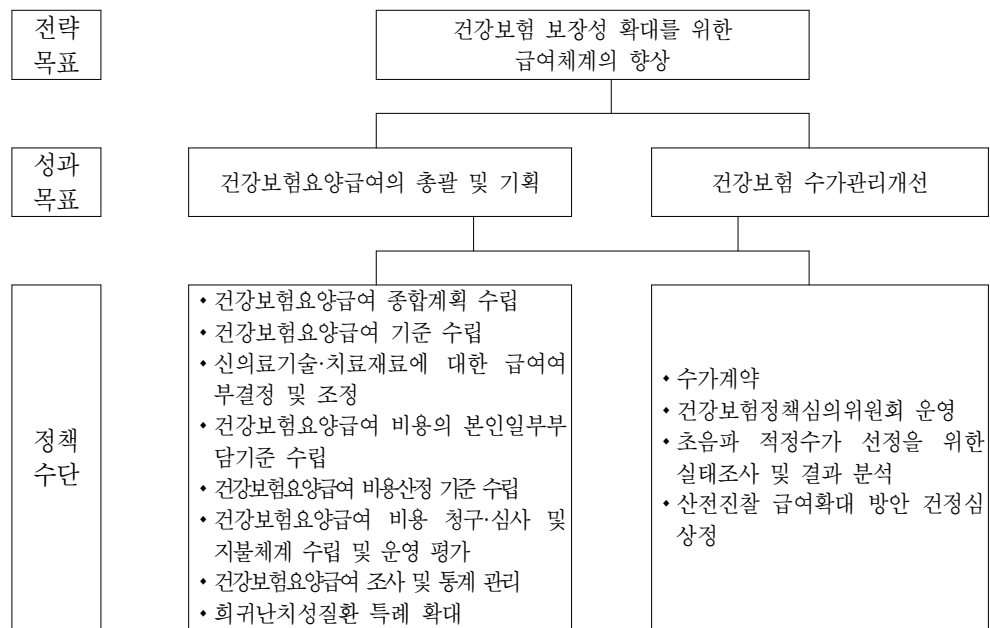 전략
목표
건강보험 보장성 확대를 위한
급여체계의 향상
성과
목표
건강보험요양급여의 총괄 및 기획
건강보험 수가관리개선
정책
수단
• 건강보험요양급여 종합계획 수립
• 건강보험요양급여 기준 수립
• 신의료기술·치료재료에 대한 급여여
부결정 및 조정
• 건강보험요양급여 비용의 본인일부부
담기준 수립
• 건강보험요양급여 비용산정 기준 수립
• 건강보험요양급여 비용 청구·심사 및
지불체계 수립 및 운영 평가
• 건강보험요양급여 조사 및 통계 관리
• 희귀난치성질환 특례 확대
• 수가계약
• 건강보험정책심의위원회 운영
• 초음파 적정수가 선정을 위한
실태조사 및 결과 분석
• 산전진찰 급여확대 방안 건정심
상정